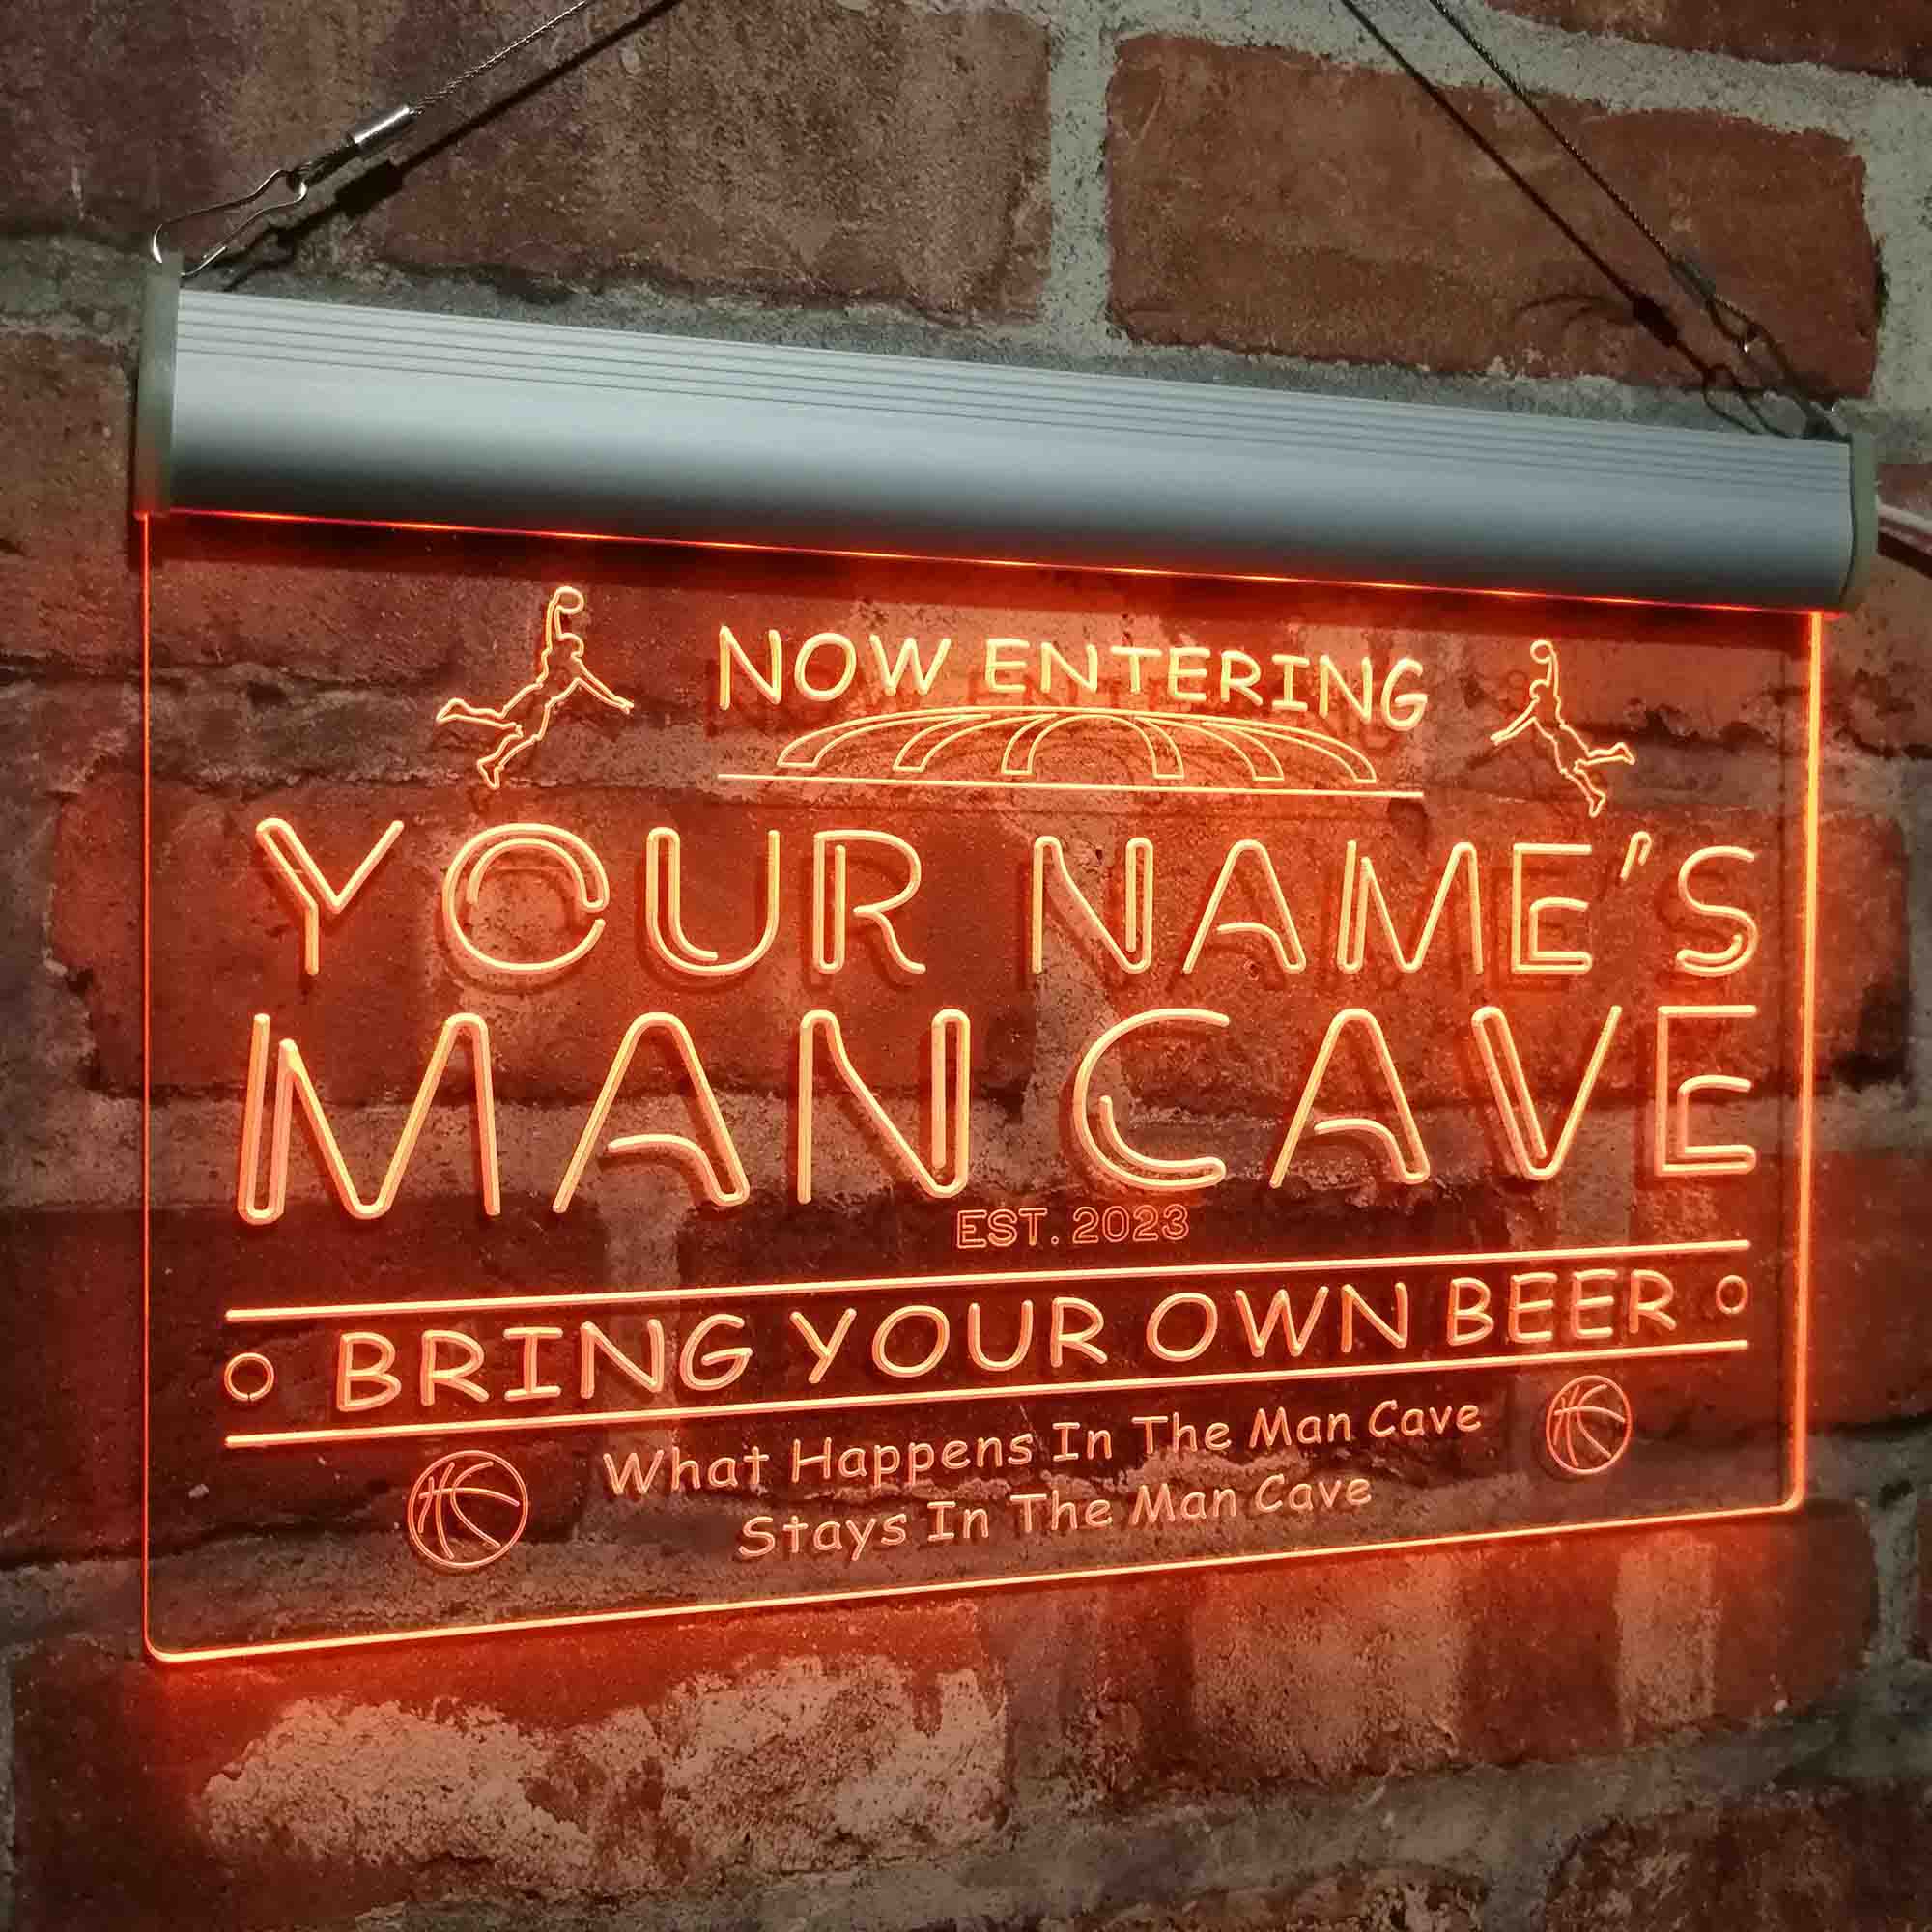 NOW ENTERING
YOUR NAME'S
MAN CAVE
EST. 2023
BRING YOUR OWN BEER
What Happens In The Man Cave
Stays In The Man Cave